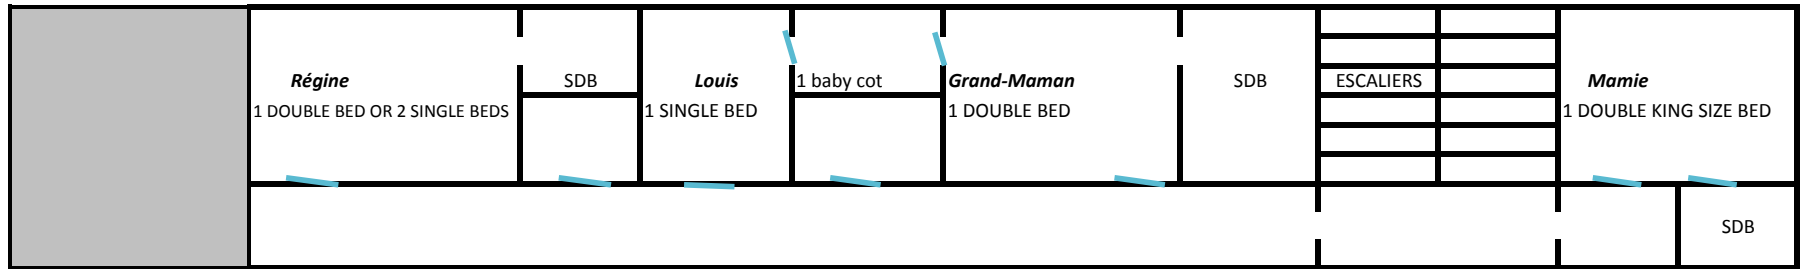 Régine
SDB
Louis
1 baby cot
Grand-Maman
SDB
ESCALIERS
Mamie
1 DOUBLE BED OR 2 SINGLE BEDS
1 SINGLE BED
1 DOUBLE BED
1 DOUBLE KING SIZE BED
SDB